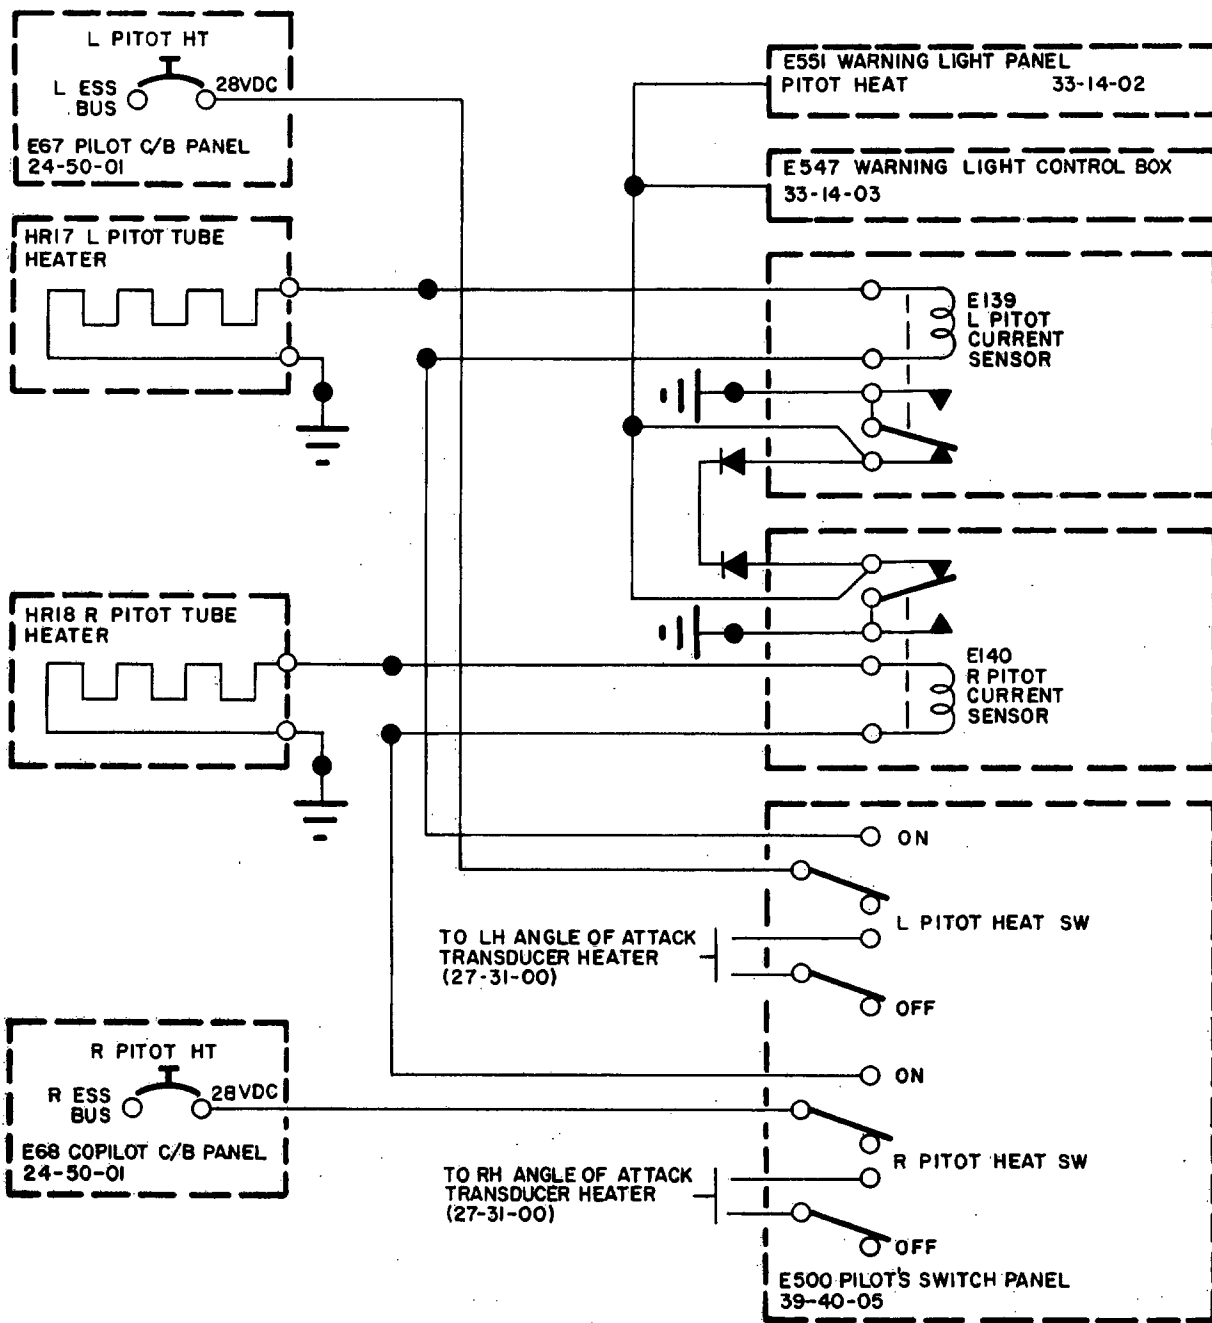 L PITOT HT
L ESS
BUS
28VDC
E67 PILOT C/B PANEL
24-50-01
E551 WARNING LIGHT PANEL
PITOT HEAT 33-14-02
E547 WARNING LIGHT CONTROL BOX
33-14-03
HR17 L PITOT TUBE
HEATER
E139
L PITOT
CURRENT
SENSOR
HR18 R PITOT TUBE
HEATER
E140
R PITOT
CURRENT
SENSOR
ON
L PITOT HEAT SW
TO LH ANGLE OF ATTACK
TRANSDUCER HEATER
(27-31-00)
OFF
R PITOT HT
R ESS
BUS
28VDC
E68 COPILOT C/B PANEL
24-50-01
ON
R PITOT HEAT SW
TO RH ANGLE OF ATTACK
TRANSDUCER HEATER
(27-31-00)
OFF
E500 PILOT'S SWITCH PANEL
39-40-05